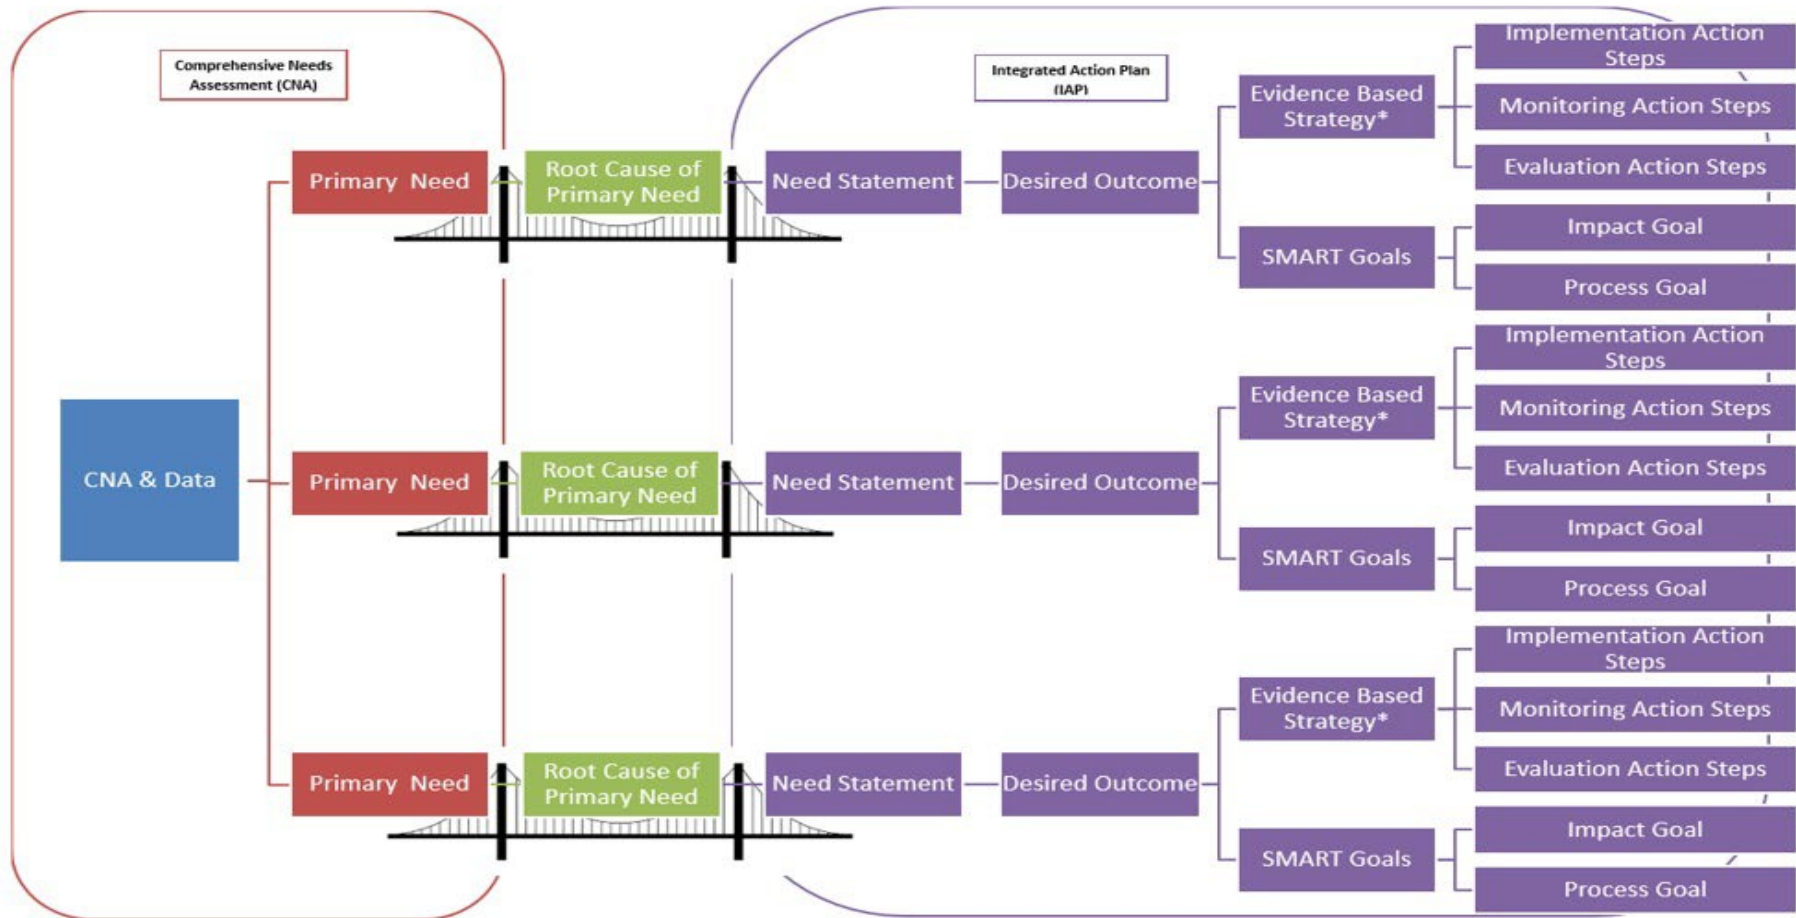 Comprehensive Needs
Assessment (CNA)
Integrated Action Plan
(IAP)
CNA & Data
Primary Need
Root Cause of
Primary Need
Need Statement
Desired Outcome
Evidence Based
Strategy*
Implementation Action
Steps
Monitoring Action Steps
Evaluation Action Steps
SMART Goals
Impact Goal
Process Goal
Primary Need
Root Cause of
Primary Need
Need Statement
Desired Outcome
Evidence Based
Strategy*
Implementation Action
Steps
Monitoring Action Steps
Evaluation Action Steps
SMART Goals
Impact Goal
Process Goal
Primary Need
Root Cause of
Primary Need
Need Statement
Desired Outcome
Evidence Based
Strategy*
Implementation Action
Steps
Monitoring Action Steps
Evaluation Action Steps
SMART Goals
Impact Goal
Process Goal